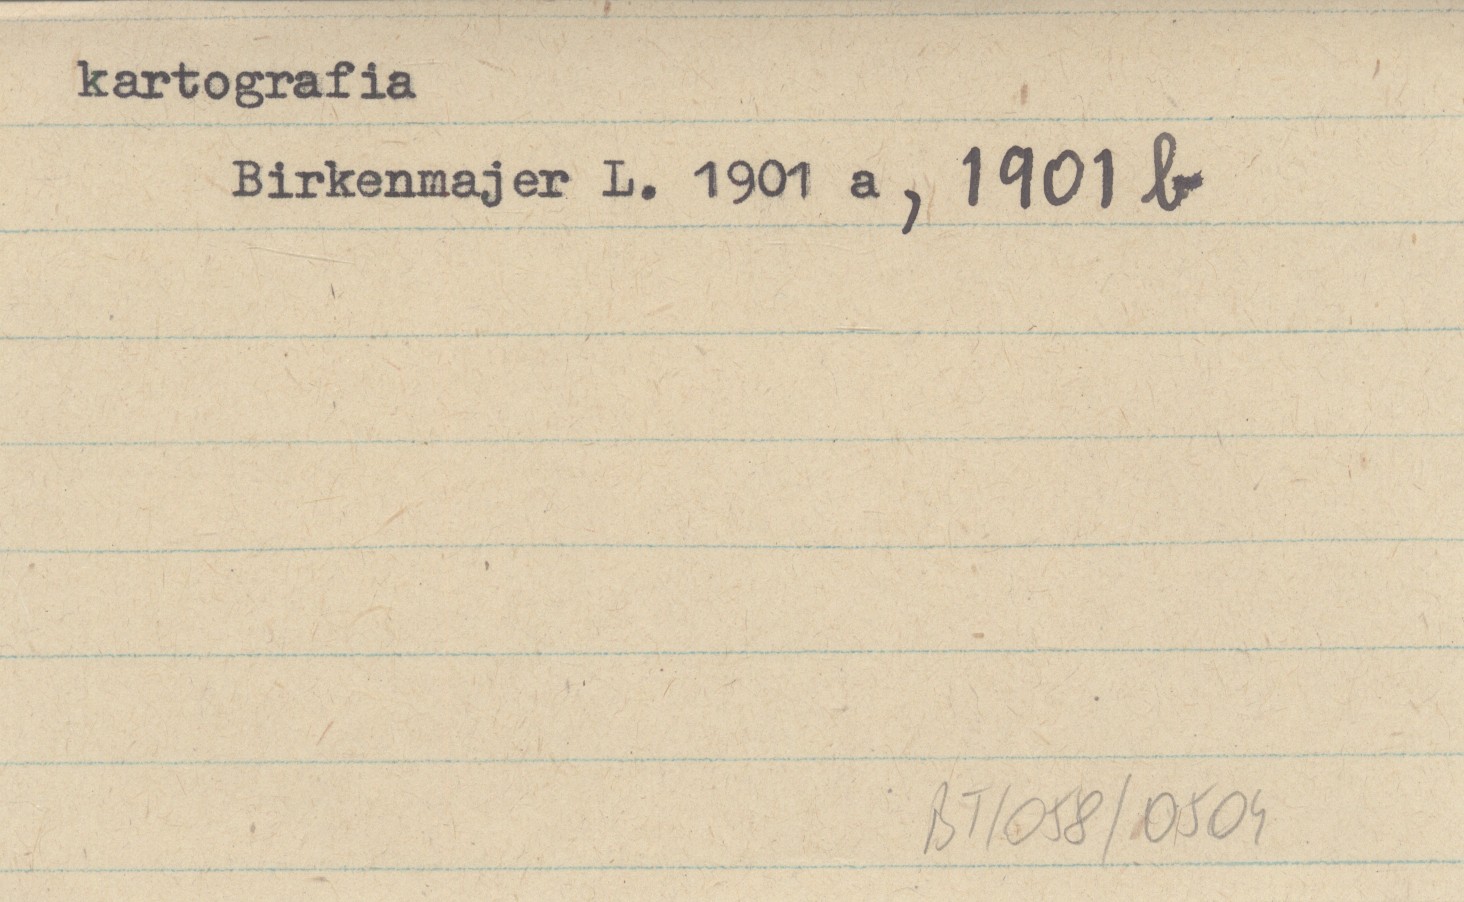 kartografia
Birkenmajer L. 1901 a, 1901 b
BT/058/0504